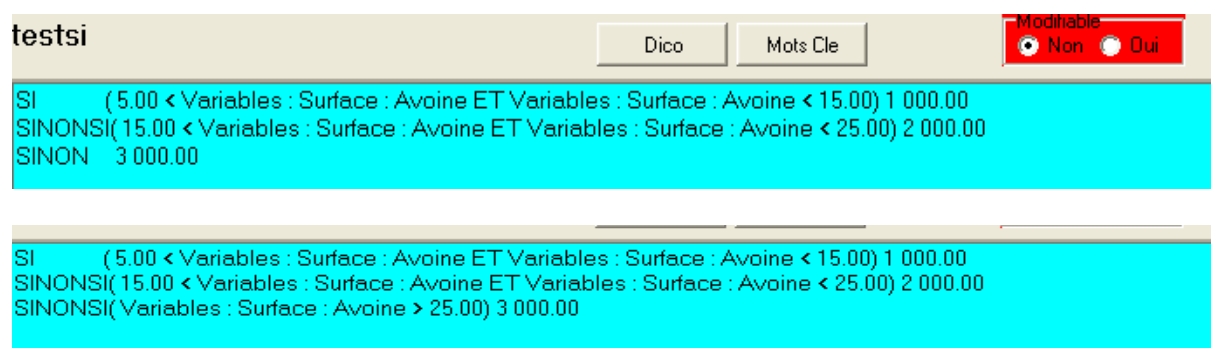 testsi
Dico
Mots Cle
Modifiable
Non Oui
SI ( 5.00 < Variables : Surface : Avoine ET Variables : Surface : Avoine < 15.00) 1 000.00
SINONSI( 15.00 < Variables : Surface : Avoine ET Variables : Surface : Avoine < 25.00) 2 000.00
SINON 3 000.00
SI ( 5.00 < Variables : Surface : Avoine ET Variables : Surface : Avoine < 15.00) 1 000.00
SINONSI( 15.00 < Variables : Surface : Avoine ET Variables : Surface : Avoine < 25.00) 2 000.00
SINONSI( Variables : Surface : Avoine > 25.00) 3 000.00